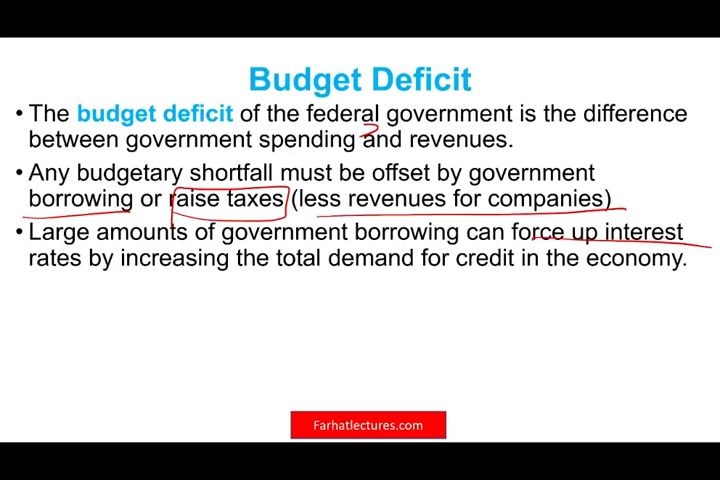 Budget Deficit
• The budget deficit of the federal government is the difference
between government spending and revenues.
• Any budgetary shortfall must be offset by government
borrowing or raise taxes (less revenues for companies)
• Large amounts of government borrowing can force up interest
rates by increasing the total demand for credit in the economy.
Farhatlectures.com